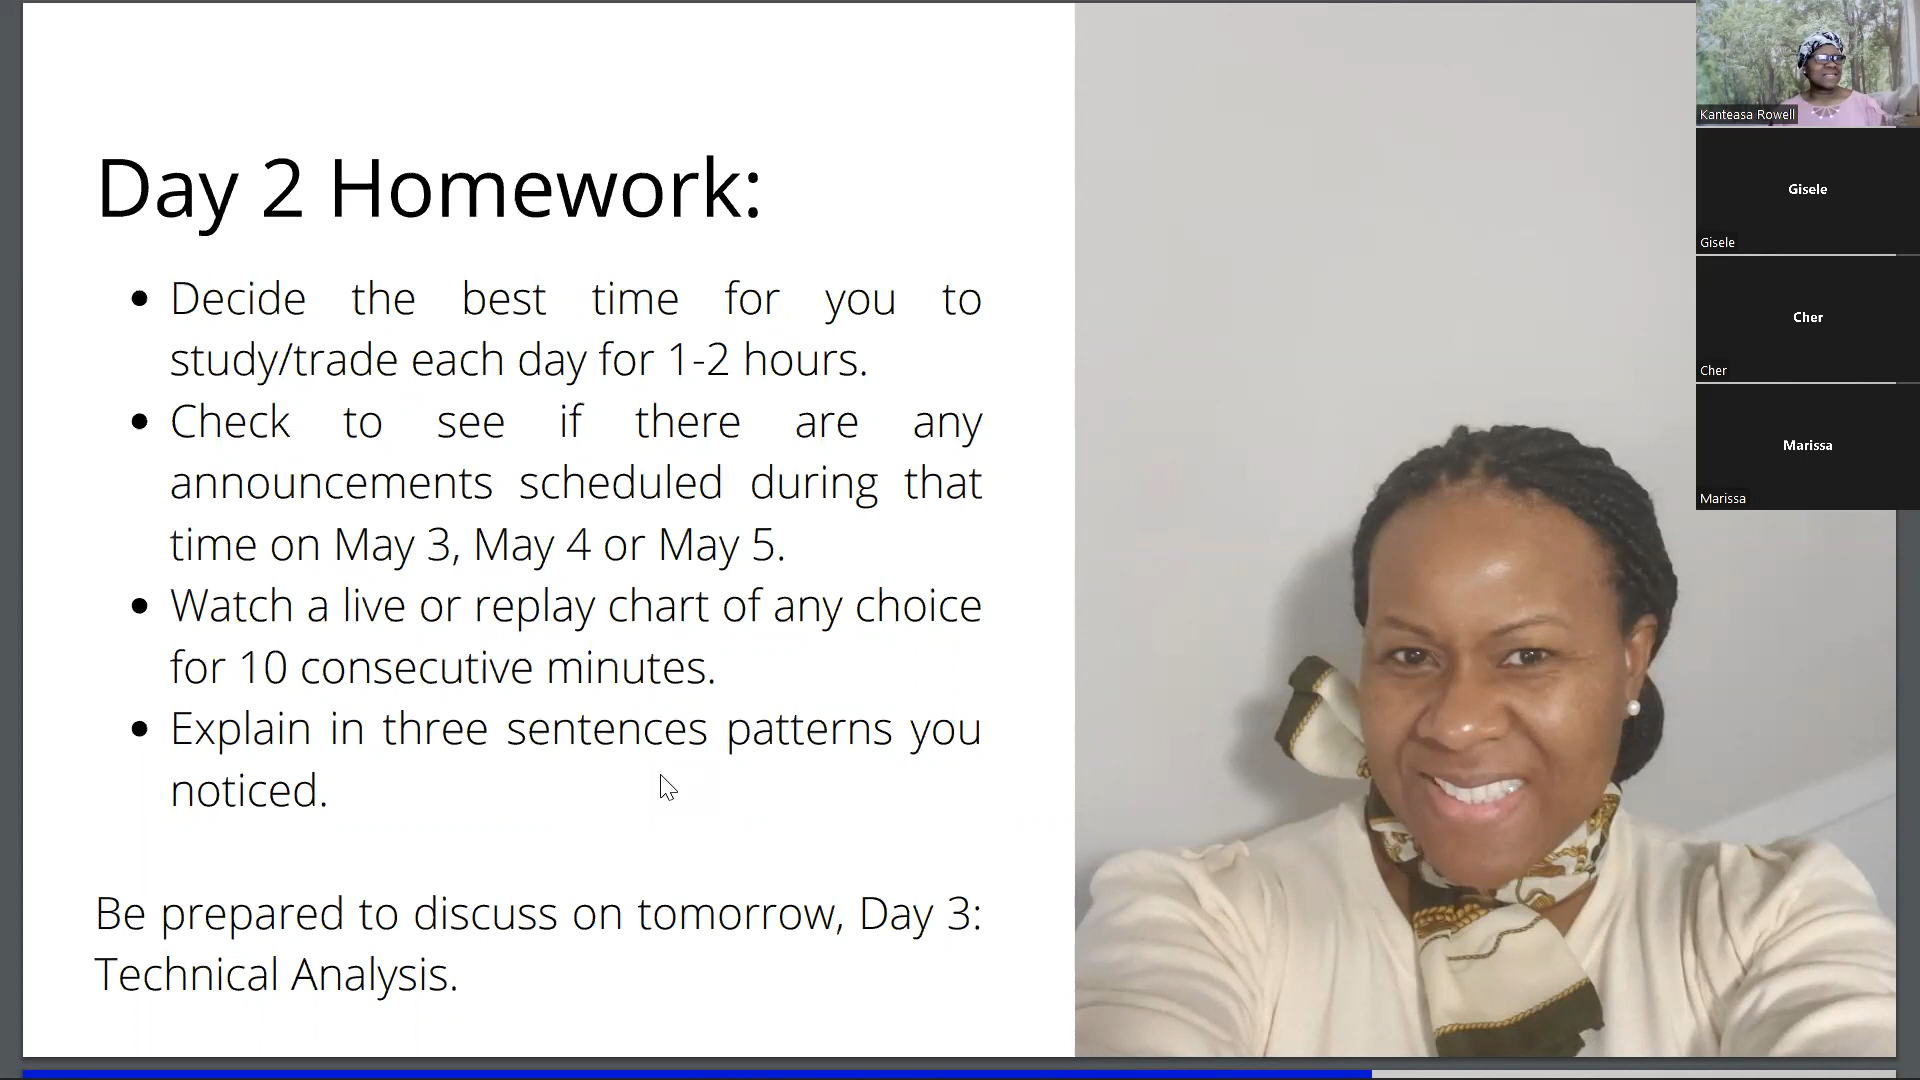 Day 2 Homework:
• Decide the best time for you to
study/trade each day for 1-2 hours.
• Check to see if there are any
announcements scheduled during that
time on May 3, May 4 or May 5.
• Watch a live or replay chart of any choice
for 10 consecutive minutes.
• Explain in three sentences patterns you
noticed.
Be prepared to discuss on tomorrow, Day 3:
Technical Analysis.
Kanteasa Rowell
Gisele
Gisele
Cher
Cher
Marissa
Marissa